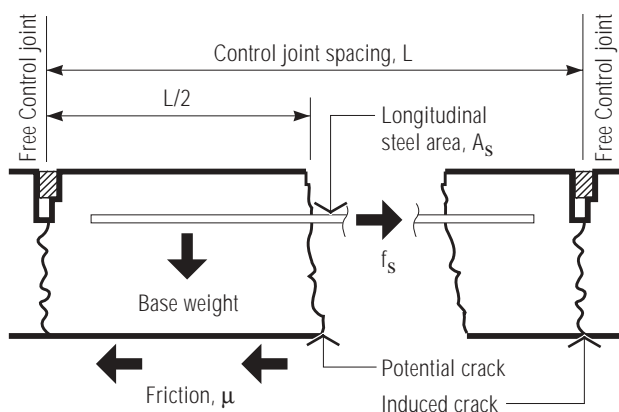 Free Control joint
Control joint spacing, L
Free Control joint
L/2
Longitudinal
steel area, As
fs
Base weight
Friction, μ
Potential crack
Induced crack